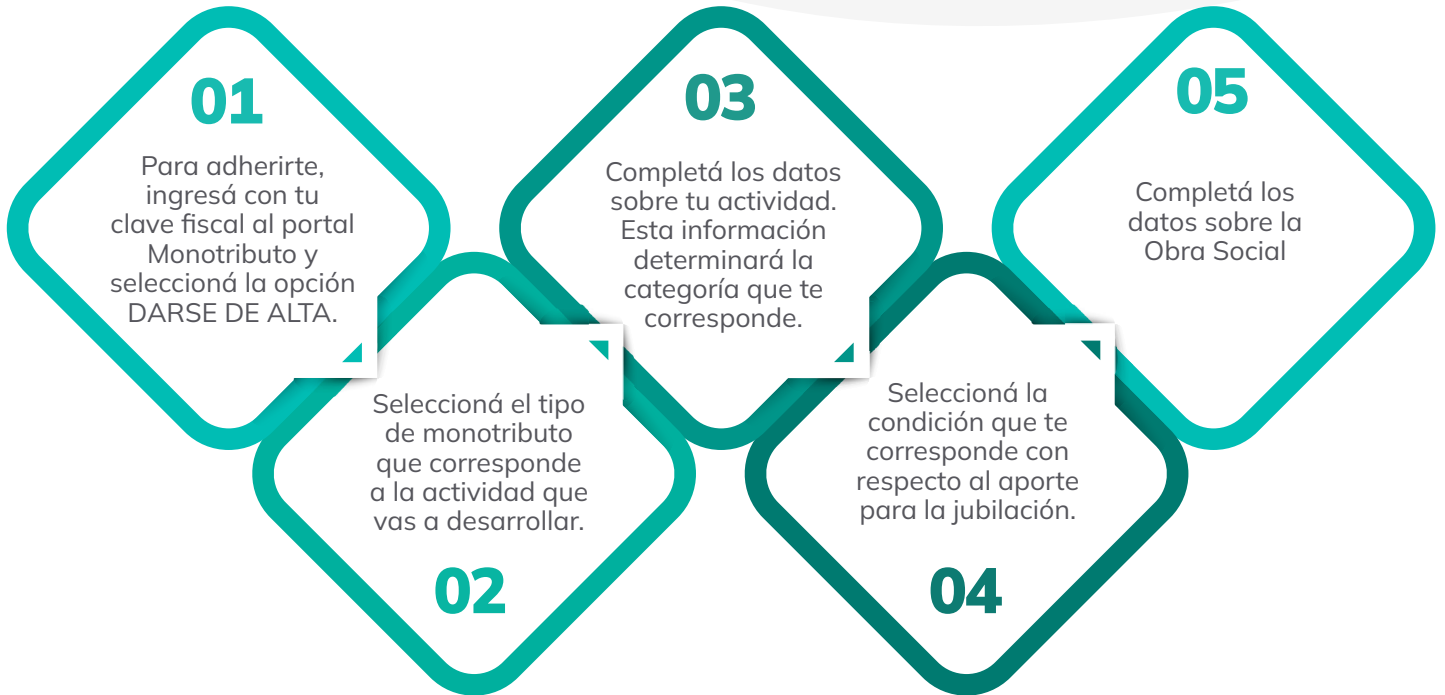 01
Para adherirte,
ingresá con tu
clave fiscal al portal
Monotributo y
seleccioná la opción
DARSE DE ALTA.
Seleccioná el tipo
de monotributo
que corresponde
a la actividad que
vas a desarrollar.
02
03
Completá los datos
sobre tu actividad.
Esta información
determinará la
categoría que te
corresponde.
Seleccioná la
condición que te
corresponde con
respecto al aporte
para la jubilación.
04
05
Completá los
datos sobre la
Obra Social